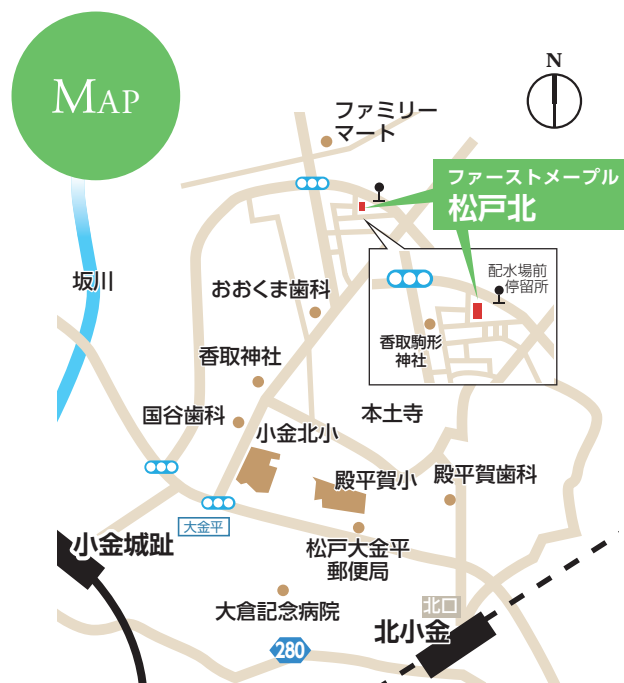 MAP
N
ファミリー
マート
ファーストメープル
松戸北
坂川
おおくま歯科
配水場前
停留所
香取駒形
神社
香取神社
国谷歯科
小金北小
本土寺
殿平賀小
殿平賀歯科
大金平
小金城趾
松戸大金平
郵便局
大倉記念病院
北口
北小金
280